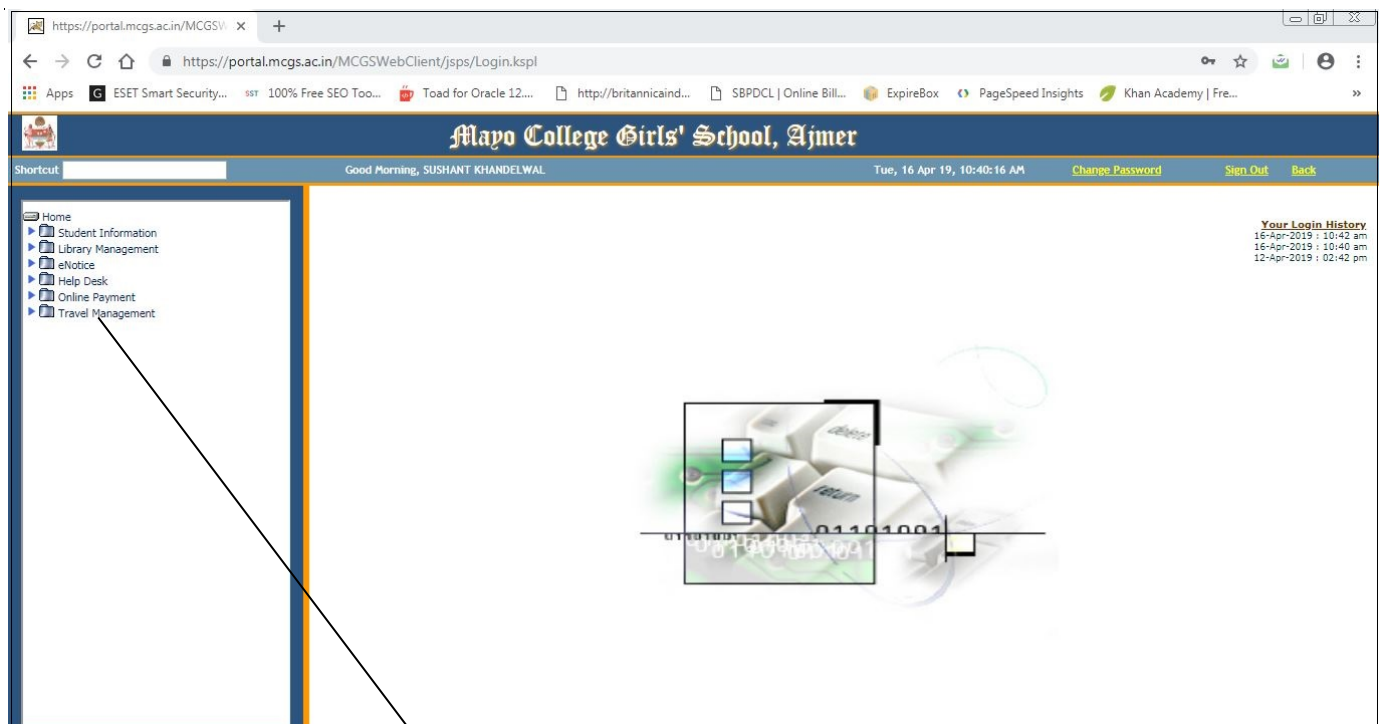 https://portal.mcgs.ac.in/MCGSW
https://portal.mcgs.ac.in/MCGSWebClient/jsps/Login.kspl
Apps G ESET Smart Security... SST 100% Free SEO Too... Toad for Oracle 12.... http://britannicaind... SBPDCL | Online Bill... ExpireBox PageSpeed Insights Khan Academy | Fre... »
Mayo College Girls' School, Ajmer
Shortcut Good Morning, SUSHANT KHANDELWAL Tue, 16 Apr 19, 10:40:16 AM Change Password Sign Out Back
Home
Student Information
Library Management
eNotice
Help Desk
Online Payment
Travel Management
Your Login History
16-Apr-2019 : 10:42 am
16-Apr-2019 : 10:40 am
12-Apr-2019 : 02:42 pm
delete
return
01101001